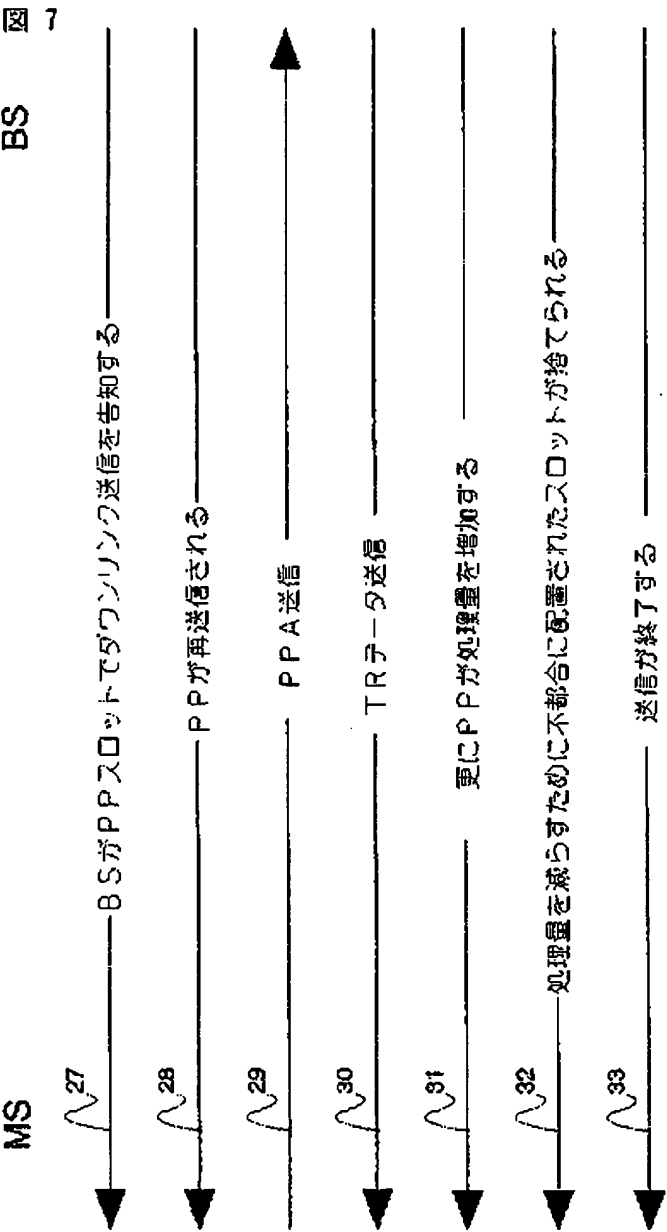 図 7
MS
BS
BSがPPスロットでダウンリンク送信を告知する
27
PPが再送信される
28
PPA送信
29
TRデータ送信
30
更にPPが処理量を増加する
31
処理量を減らすために不都合に配置されたスロットが捨てられる
32
送信が終了する
33